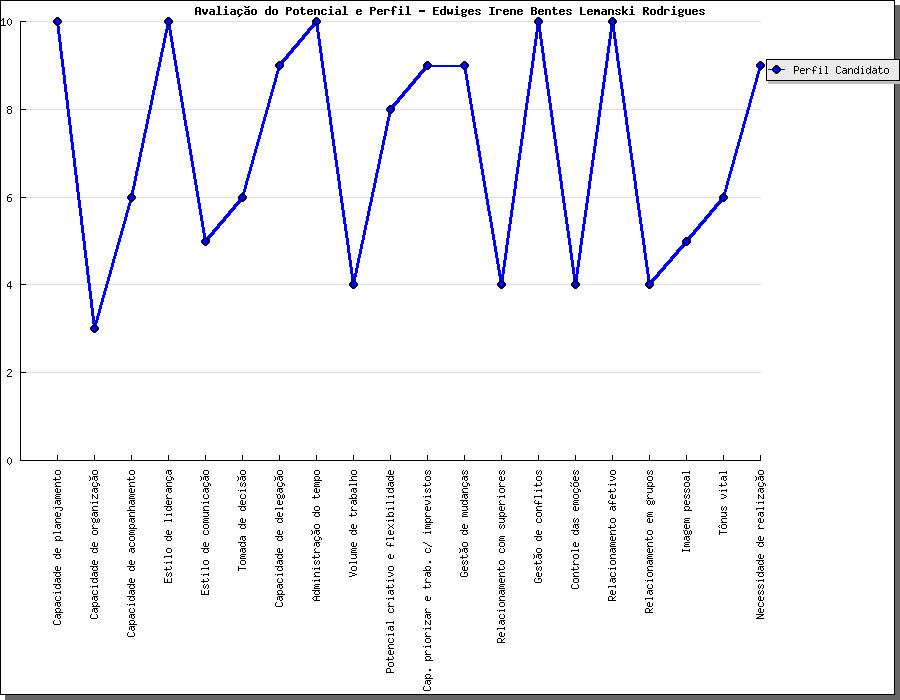 Avaliação do Potencial e Perfil - Edwiges Irene Bentes Lemanski Rodrigues
10
8
6
4
2
0
Perfil Candidato
Capacidade de planejamento
Capacidade de organização
Capacidade de acompanhamento
Estilo de liderança
Estilo de comunicação
Tomada de decisão
Capacidade de delegação
Administração do tempo
Volume de trabalho
Potencial criativo e flexibilidade
Cap. priorizar e trab. c/ imprevistos
Gestão de mudanças
Relacionamento com superiores
Gestão de conflitos
Controle das emoções
Relacionamento afetivo
Relacionamento em grupos
Imagem pessoal
Tônus vital
Necessidade de realização